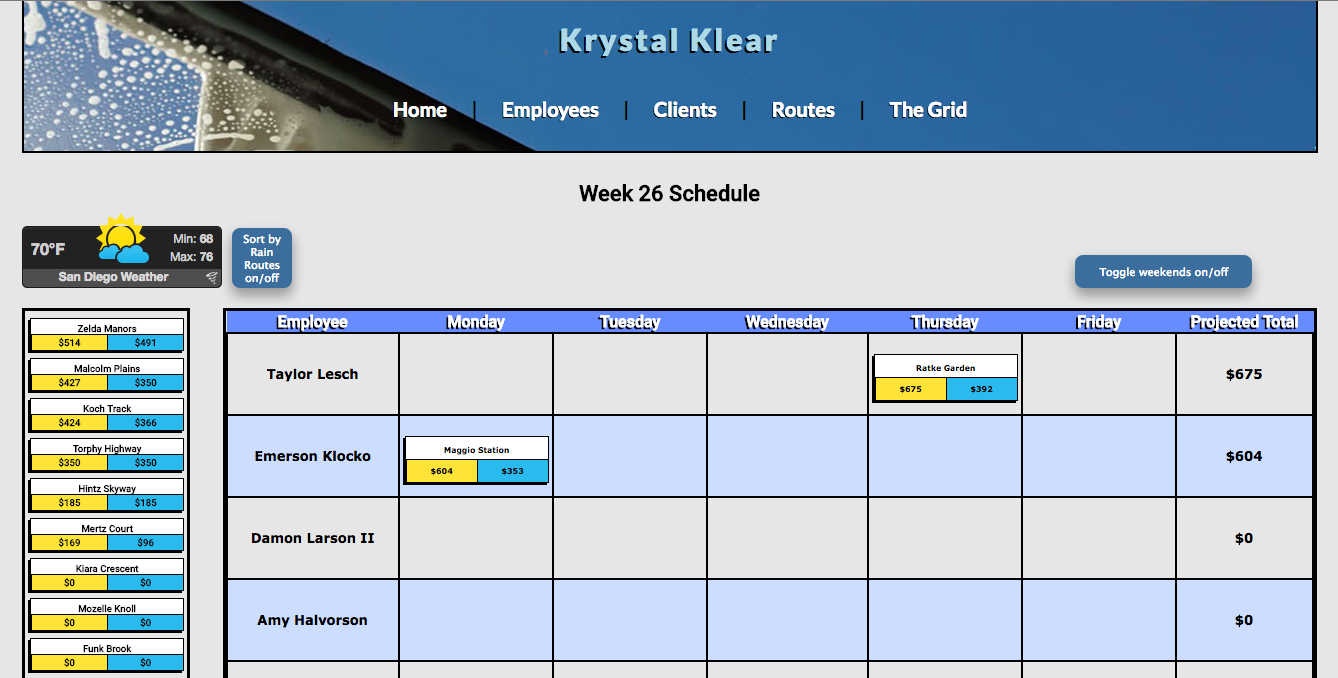 Krystal Klear
Home | Employees | Clients | Routes | The Grid
Week 26 Schedule
70°F
Min: 68
Max: 76
San Diego Weather
Sort by
Rain
Routes
on/off
Toggle weekends on/off
Zelda Manors
$514 $491
Malcolm Plains
$427 $350
Koch Track
$424 $366
Torphy Highway
$350 $350
Hintz Skyway
$185 $185
Mertz Court
$169 $96
Kiara Crescent
$0 $0
Mozelle Knoll
$0 $0
Funk Brook
$0 $0
Employee Monday Tuesday Wednesday Thursday Friday Projected Total
Taylor Lesch
Ratke Garden
$675 $392
$675
Emerson Klocko
Maggio Station
$604 $353
$604
Damon Larson II
$0
Amy Halvorson
$0